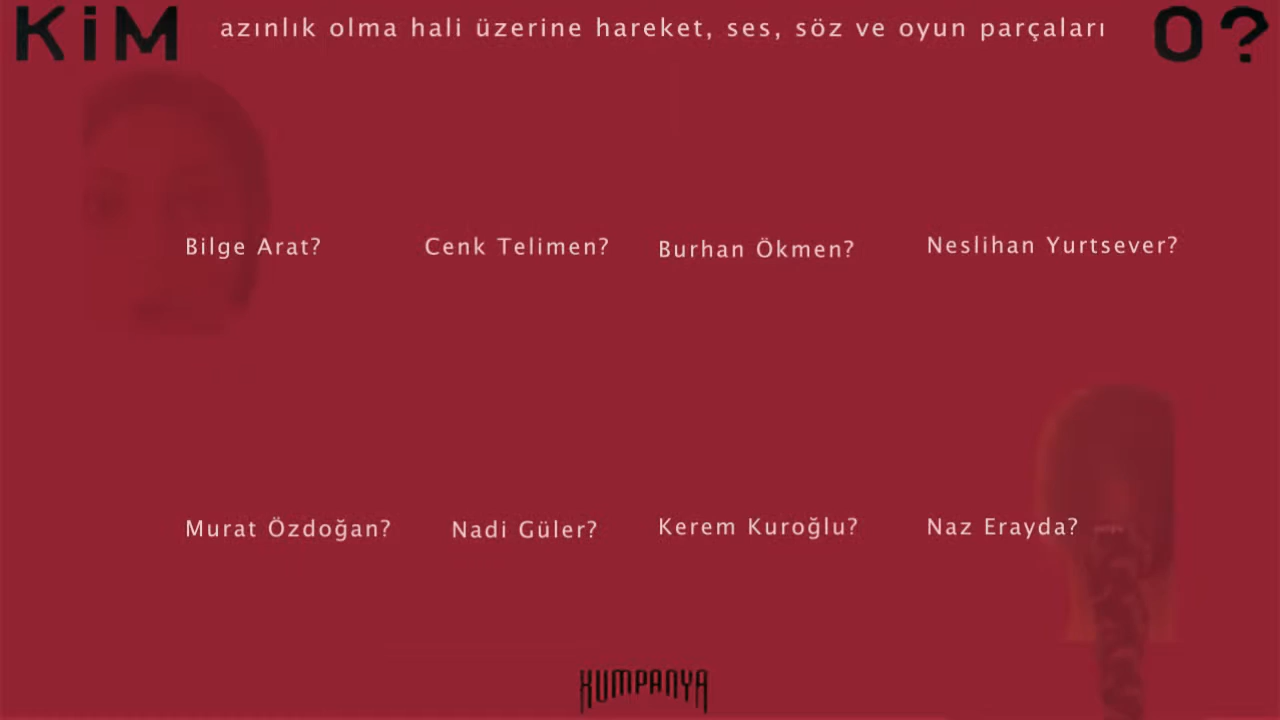 KiM azınlık olma hali üzerine hareket, ses, söz ve oyun parçaları O?
Bilge Arat? Cenk Telimen? Burhan Ökmen? Neslihan Yurtsever?
Murat Özdoğan? Nadi Güler? Kerem Kuroğlu? Naz Erayda?
KUMPANYA